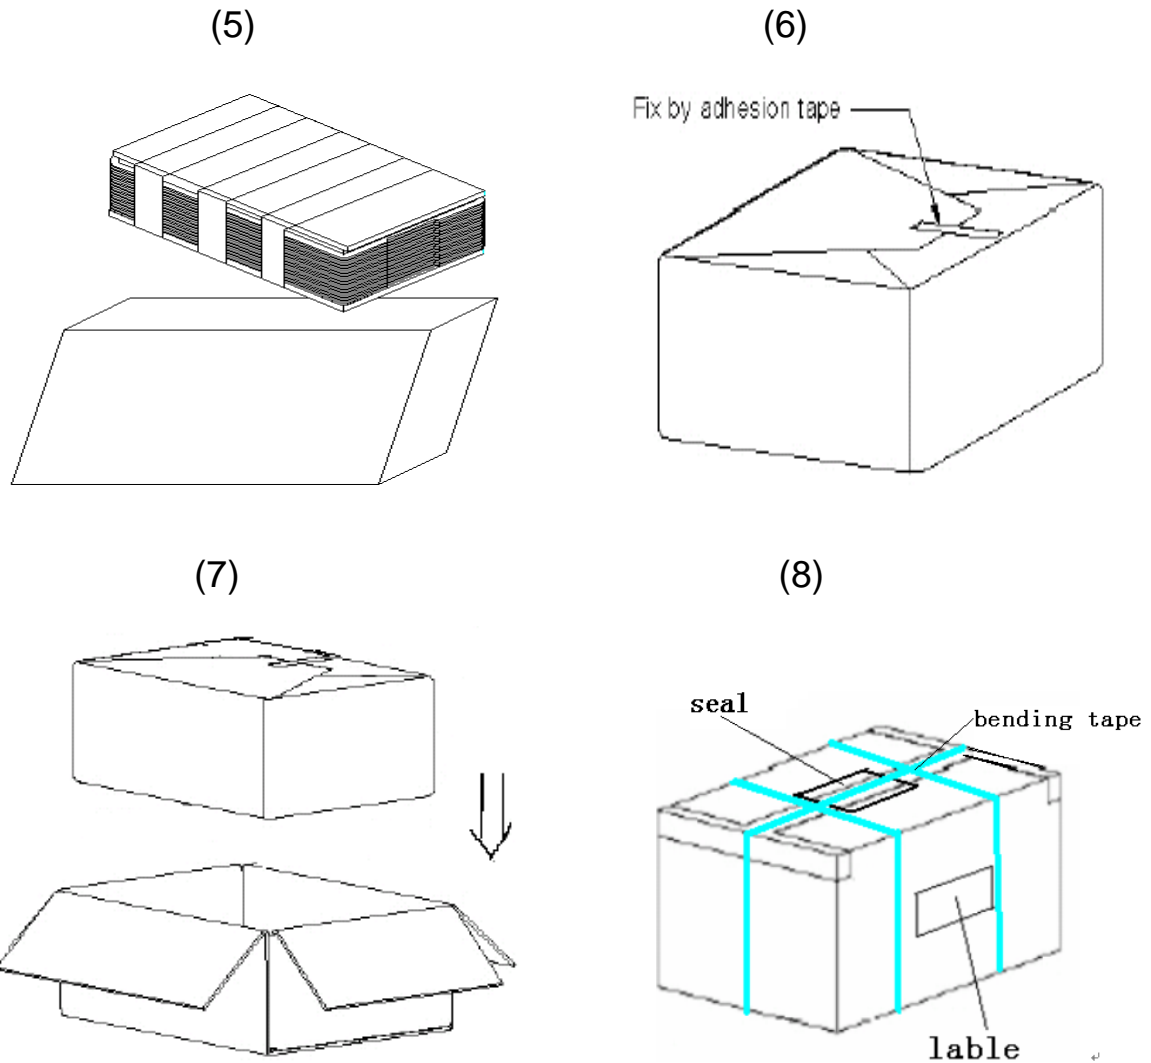 (5)
(6)
Fix by adhesion tape
(7)
(8)
seal
bending tape
lable